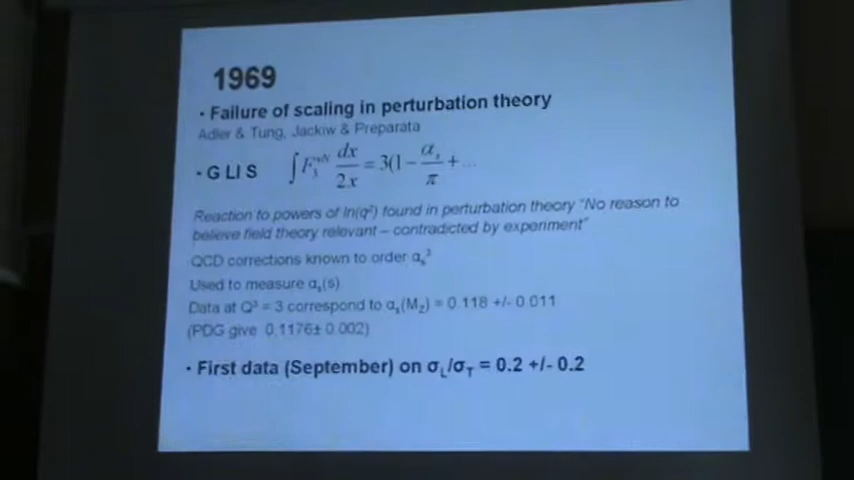 1969
• Failure of scaling in perturbation theory
Adler & Tung, Jackiw & Preparata
• G Ll S ∫ F₃^νN dx/2x = 3(1 − αₛ/π + ...
Reaction to powers of ln(q²) found in perturbation theory "No reason to
believe field theory relevant – contradicted by experiment"
QCD corrections known to order αₛ³
Used to measure αₛ(s)
Data at Q³ = 3 correspond to αₛ(M_Z) = 0.118 +/- 0.011
(PDG give 0.1176± 0.002)
• First data (September) on σ_L/σ_T = 0.2 +/- 0.2